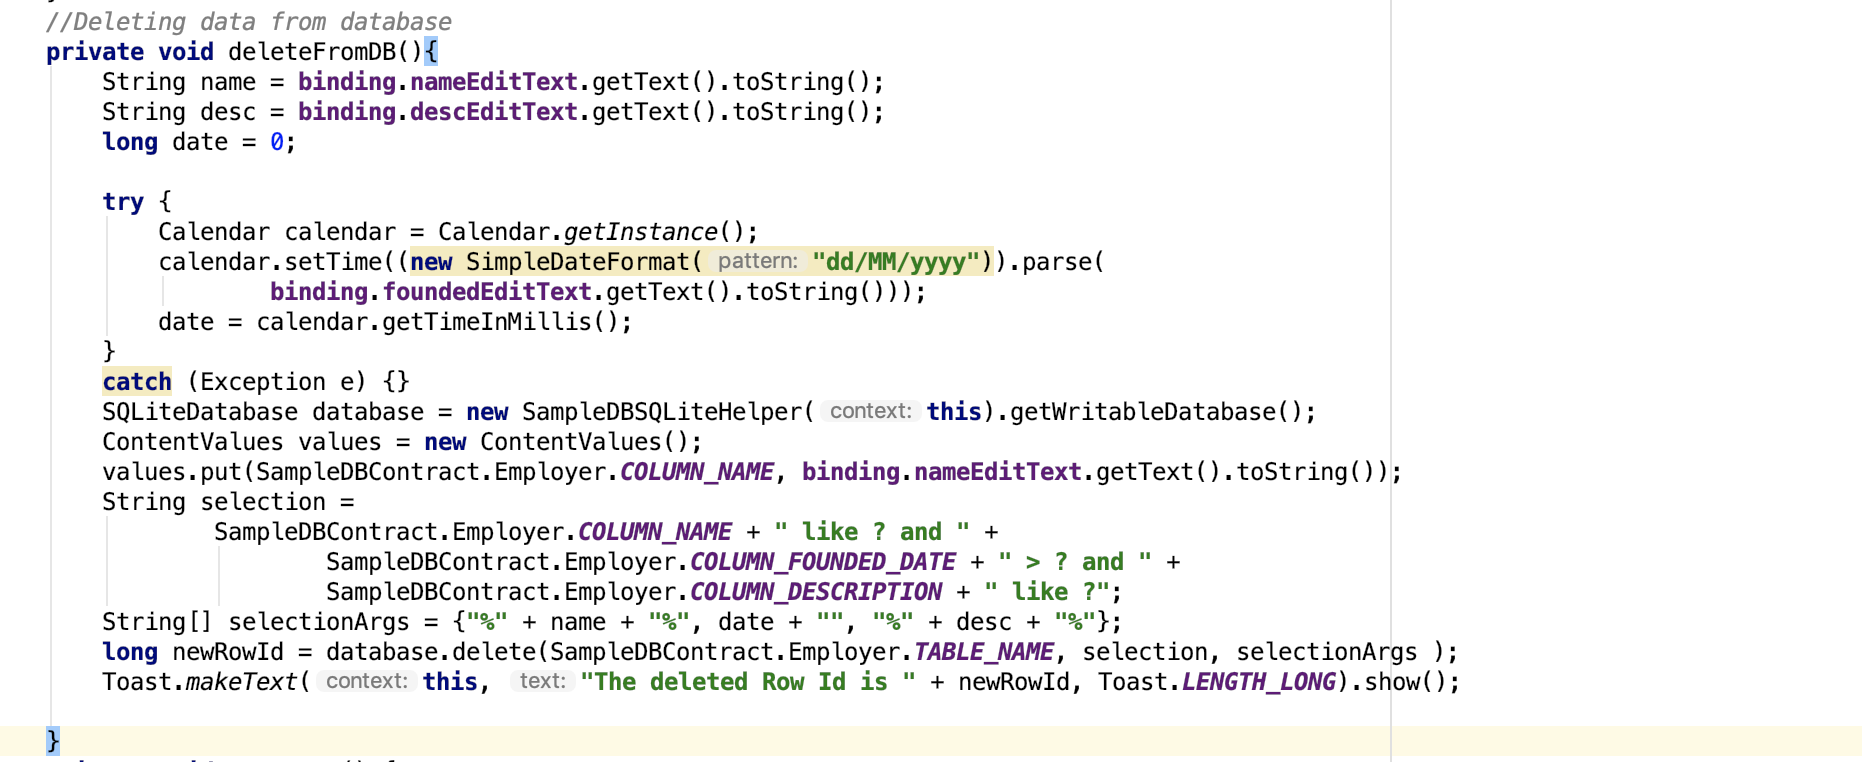 //Deleting data from database
private void deleteFromDB(){
String name = binding.nameEditText.getText().toString();
String desc = binding.descEditText.getText().toString();
long date = 0;
try {
Calendar calendar = Calendar.getInstance();
calendar.setTime((new SimpleDateFormat( pattern: "dd/MM/yyyy")).parse(
binding.foundedEditText.getText().toString()));
date = calendar.getTimeInMillis();
}
catch (Exception e) {}
SQLiteDatabase database = new SampleDBSQLiteHelper( context: this).getWritableDatabase();
ContentValues values = new ContentValues();
values.put(SampleDBContract.Employer.COLUMN_NAME, binding.nameEditText.getText().toString());
String selection =
SampleDBContract.Employer.COLUMN_NAME + " like ? and " +
SampleDBContract.Employer.COLUMN_FOUNDED_DATE + " > ? and " +
SampleDBContract.Employer.COLUMN_DESCRIPTION + " like ?";
String[] selectionArgs = {"%" + name + "%", date + "", "%" + desc + "%"};
long newRowId = database.delete(SampleDBContract.Employer.TABLE_NAME, selection, selectionArgs );
Toast.makeText( context: this, text: "The deleted Row Id is " + newRowId, Toast.LENGTH_LONG).show();
}